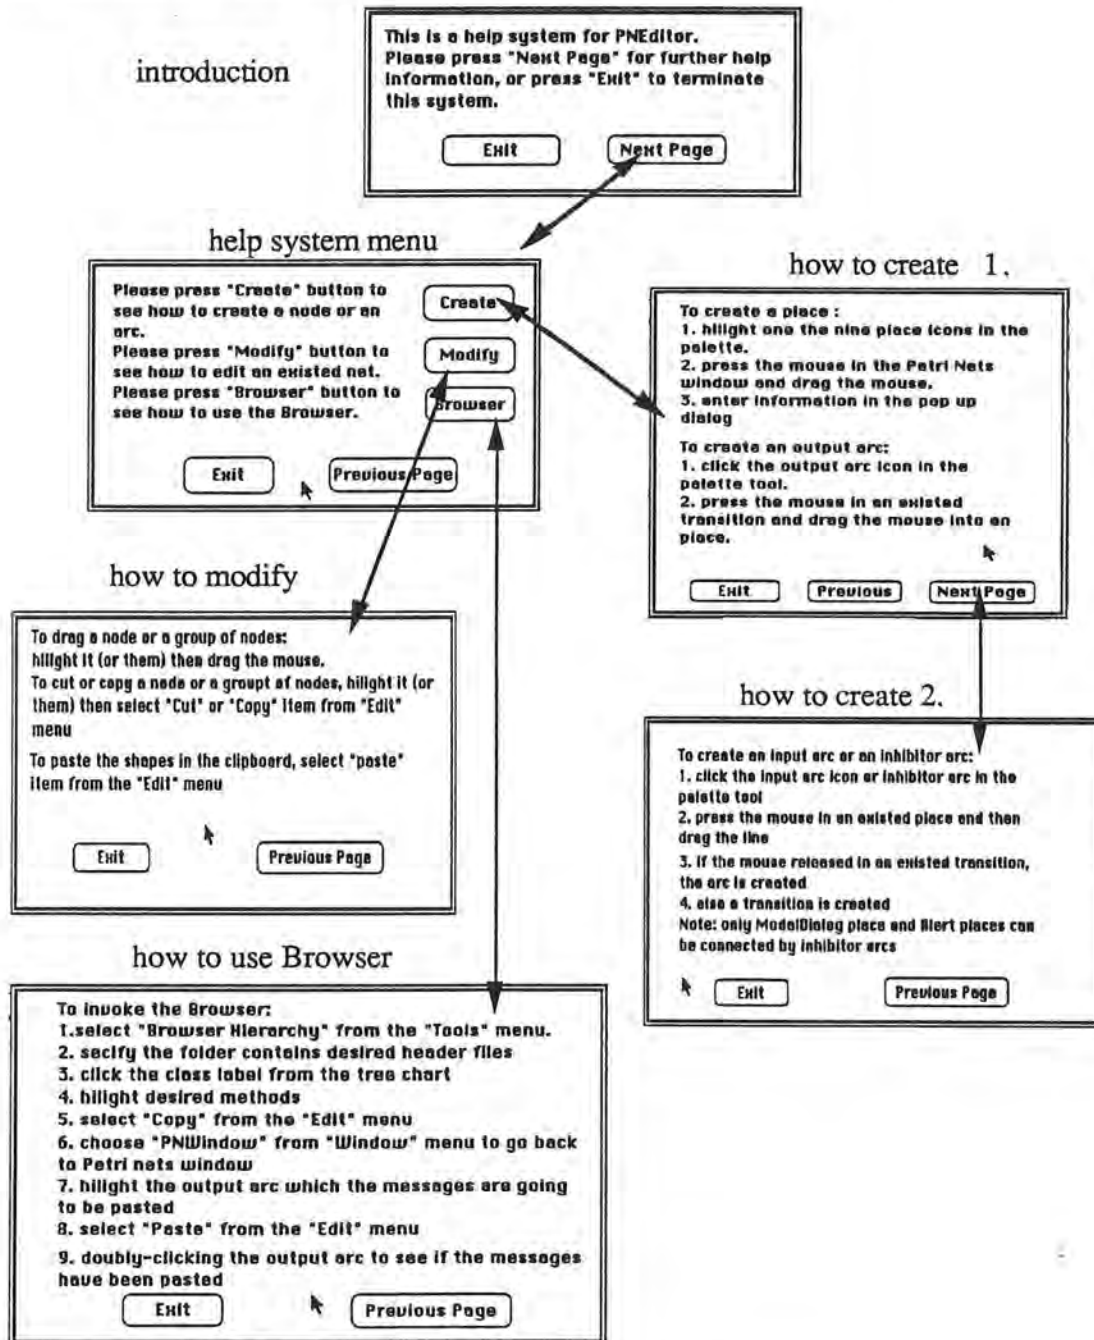 introduction
This is a help system for PNEditor.
Please press "Next Page" for further help
information, or press "Exit" to terminate
this system.
Exit
Next Page
help system menu
Please press "Create" button to
see how to create a node or an
arc.
Please press "Modify" button to
see how to edit an existed net.
Please press "Browser" button to
see how to use the Browser.
Create
Modify
Browser
Exit
Previous Page
how to create 1.
To create a place :
1. hilight one the nine place icons in the
palette.
2. press the mouse in the Petri Nets
window and drag the mouse.
3. enter information in the pop up
dialog
To create an output arc:
1. click the output arc icon in the
palette tool.
2. press the mouse in an existed
transition and drag the mouse into an
place.
Exit
Previous
Next Page
how to modify
To drag a node or a group of nodes:
hilight it (or them) then drag the mouse.
To cut or copy a node or a groupt of nodes, hilight it (or
them) then select "Cut" or "Copy" item from "Edit"
menu
To paste the shapes in the clipboard, select "paste"
item from the "Edit" menu
Exit
Previous Page
how to create 2.
To create an input arc or an inhibitor arc:
1. click the input arc icon or inhibitor arc in the
palette tool
2. press the mouse in an existed place and then
drag the line
3. if the mouse released in an existed transition,
the arc is created
4. else a transition is created
Note: only ModalDialog place and Alert places can
be connected by inhibitor arcs
Exit
Previous Page
how to use Browser
To invoke the Browser:
1.select "Browser Hierarchy" from the "Tools" menu.
2. secify the folder contains desired header files
3. click the class label from the tree chart
4. hilight desired methods
5. select "Copy" from the "Edit" menu
6. choose "PNWindow" from "Window" menu to go back
to Petri nets window
7. hilight the output arc which the messages are going
to be pasted
8. select "Paste" from the "Edit" menu
9. doubly-clicking the output arc to see if the messages
have been pasted
Exit
Previous Page